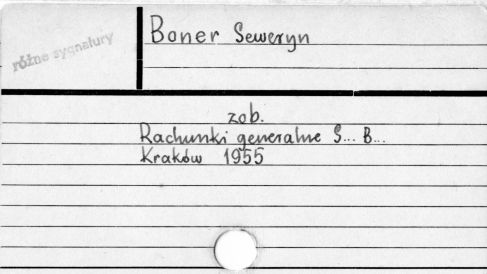 Boner Seweryn
różne sygnatury
zob.
Rachunki generalne S... B...
Kraków 1955